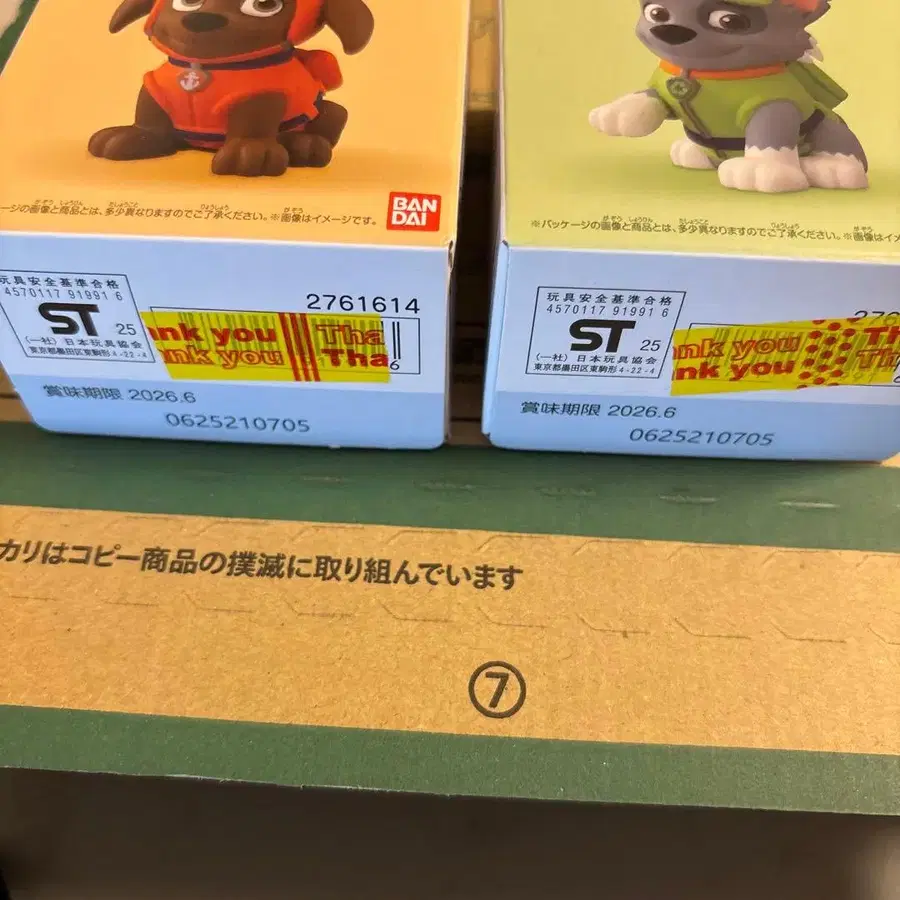 ージの画像と商品とは、多少異なりますのでご了承ください。※画像はイメージです。
BAN
DAI
玩具安全基準合格
4570117 91991 6
ST 25
(一社)日本玩具協会
東京都墨田区東駒形4-22-4
2761614
ank you Tha
ank you Tha
6
賞味期限 2026.6
0625210705
※パッケージの画像と商品とは、多少異なりますのでご了承ください。※画像はイメ
玩具安全基準合格
4570117 91991 6
ST 25
(一社)日本玩具協会
東京都墨田区東駒形4-22-4
276
ank you Th
ank you Th
賞味期限 2026.6
0625210705
カリはコピー商品の撲滅に取り組んでいます
⑦